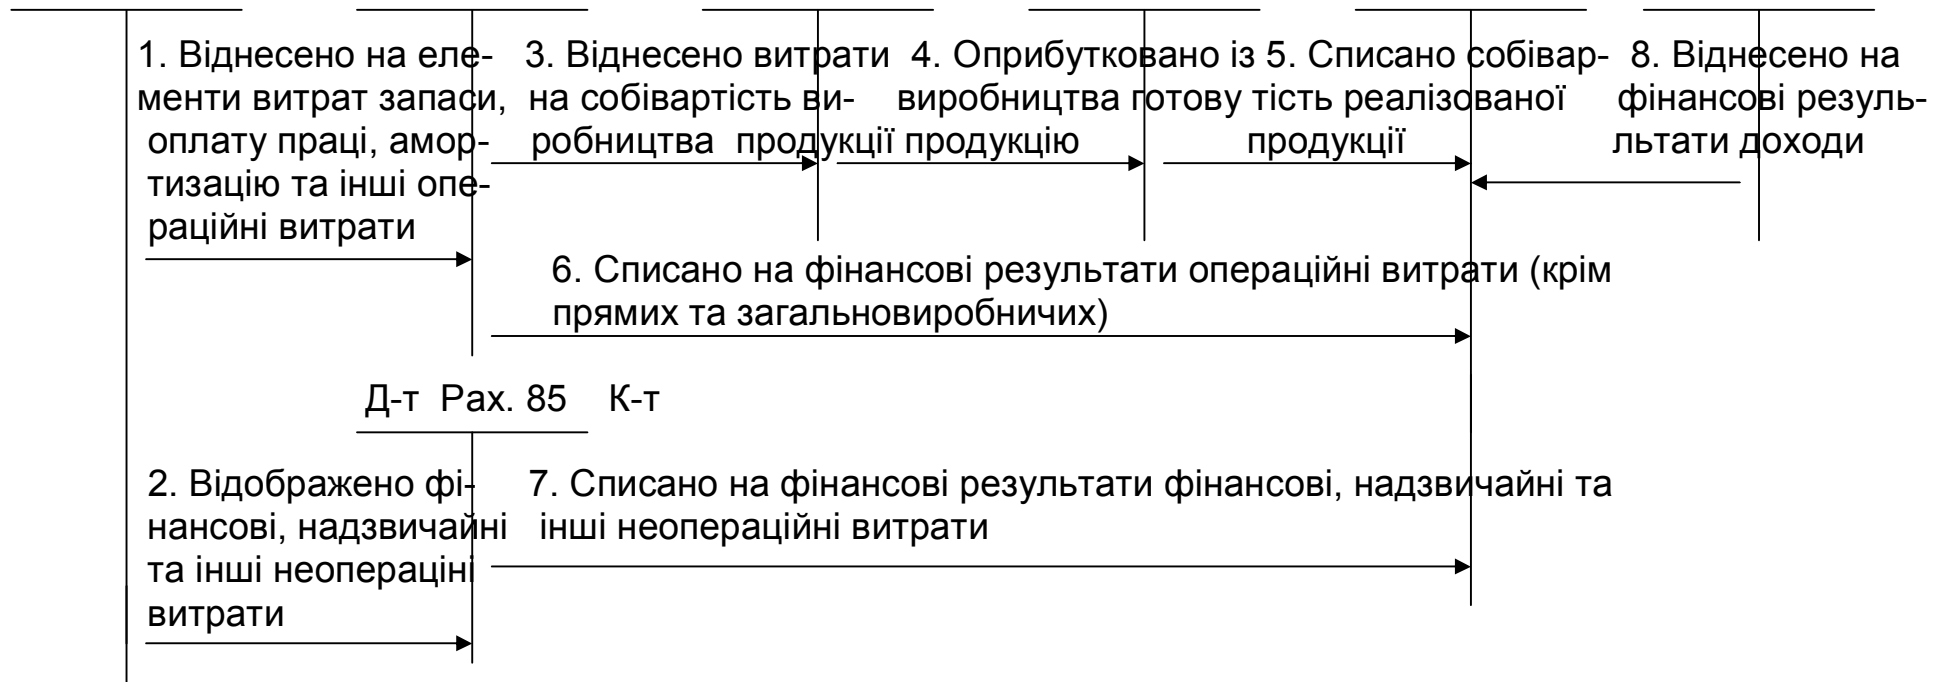 1. Віднесено на еле-
менти витрат запаси,
оплату праці, амор-
тизацію та інші опе-
раційні витрати
3. Віднесено витрати
на собівартість ви-
робництва продукції
4. Оприбутковано із
виробництва готову
продукцію
5. Списано собівар-
тість реалізованої
продукції
8. Віднесено на
фінансові резуль-
льтати доходи
6. Списано на фінансові результати операційні витрати (крім
прямих та загальновиробничих)
Д-т Рах. 85 К-т
2. Відображено фі-
нансові, надзвичайні
та інші неопераціні
витрати
7. Списано на фінансові результати фінансові, надзвичайні та
інші неопераційні витрати